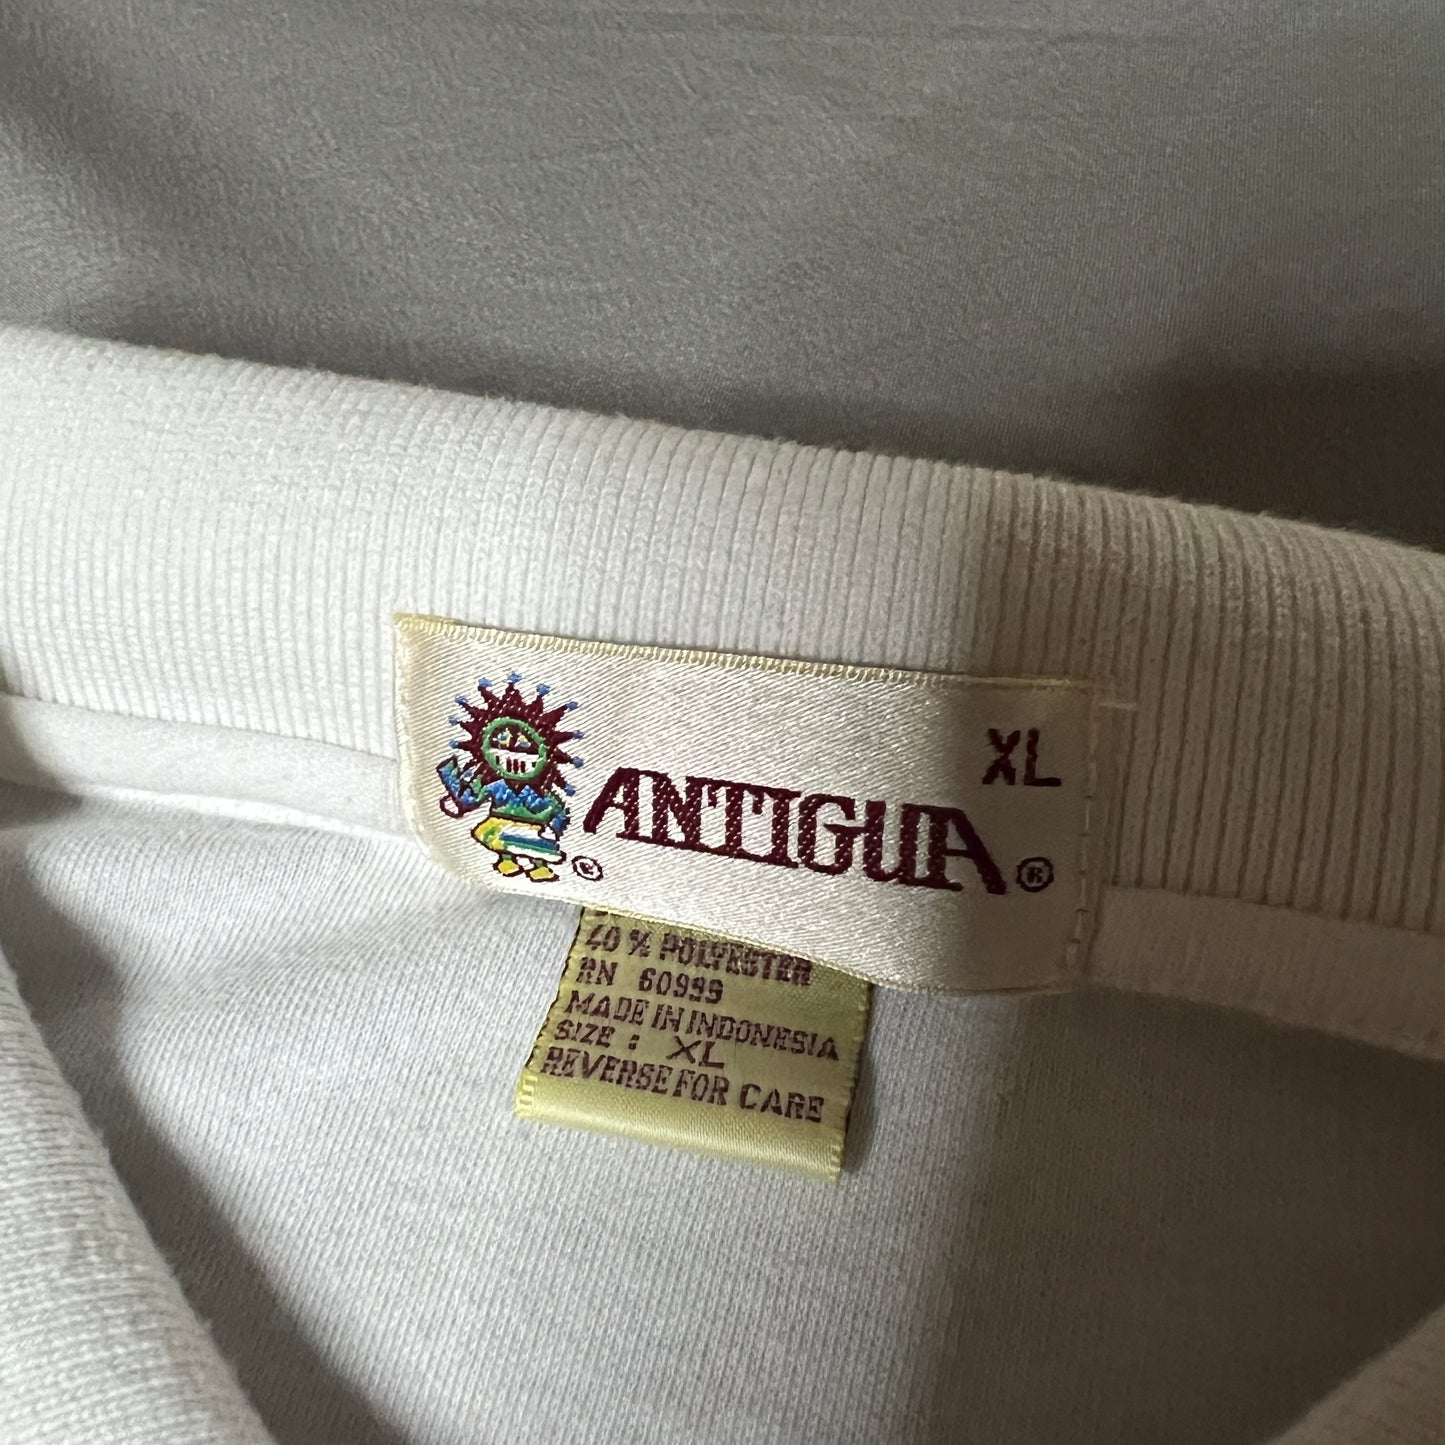 XL
ANTIGUA ®
®
40 % POLYESTER
RN 60999
MADE IN INDONESIA
SIZE : XL
REVERSE FOR CARE